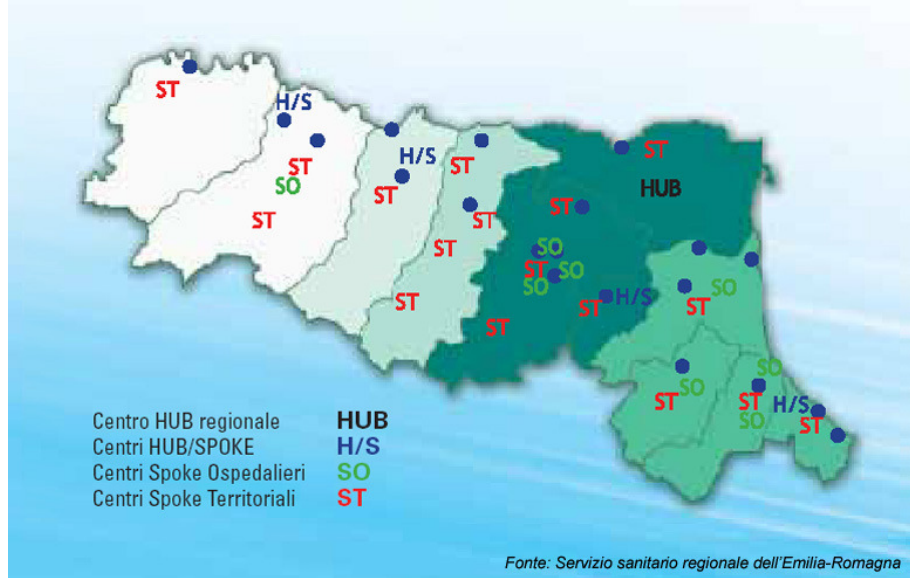 ST
H/S
ST
SO
ST
H/S
ST
ST
ST
ST
ST
ST
HUB
ST
SO
ST
SO
SO
ST
ST
H/S
SO
ST
SO
ST
SO
ST
SO
H/S
ST
Centro HUB regionale HUB
Centri HUB/SPOKE H/S
Centri Spoke Ospedalieri SO
Centri Spoke Territoriali ST
Fonte: Servizio sanitario regionale dell'Emilia-Romagna